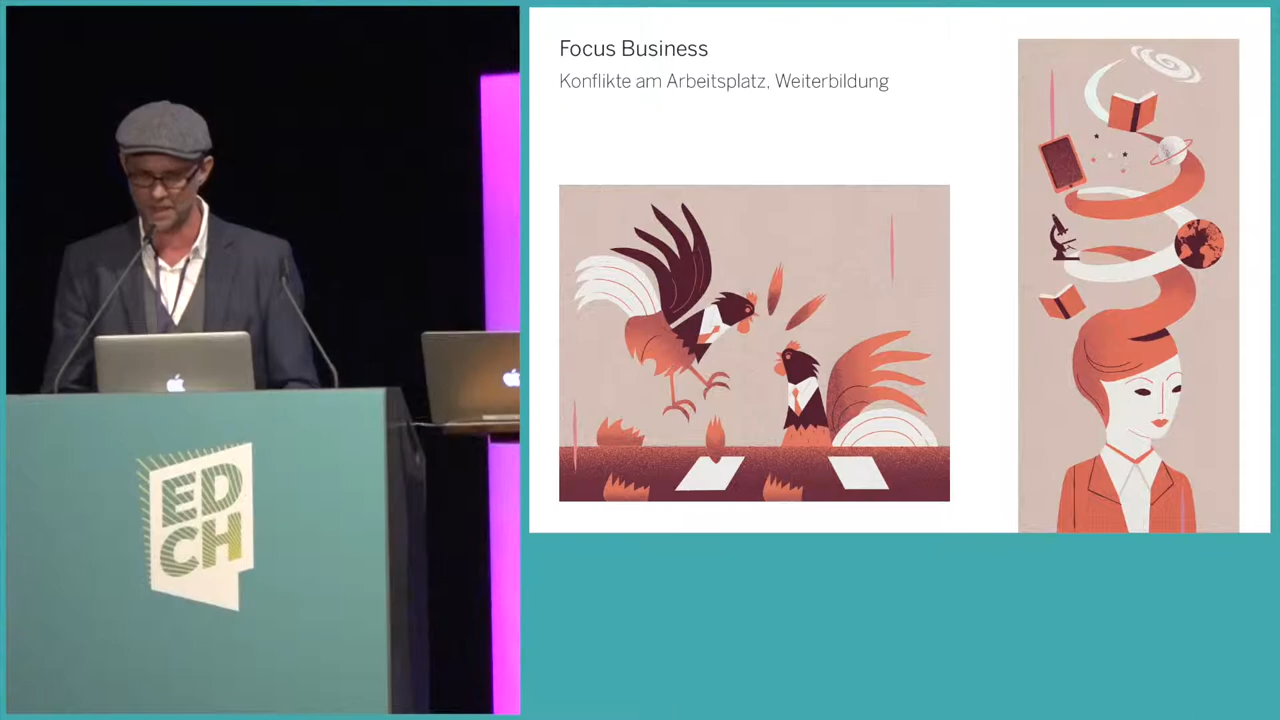 Focus Business
Konflikte am Arbeitsplatz, Weiterbildung
ED
CH